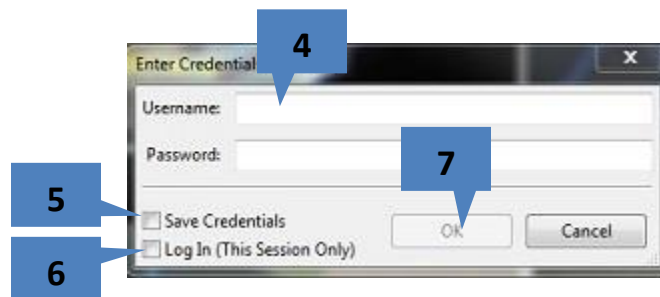 4
Enter Credential
x
Username:
Password:
7
5
Save Credentials
OK
Cancel
6
Log In (This Session Only)